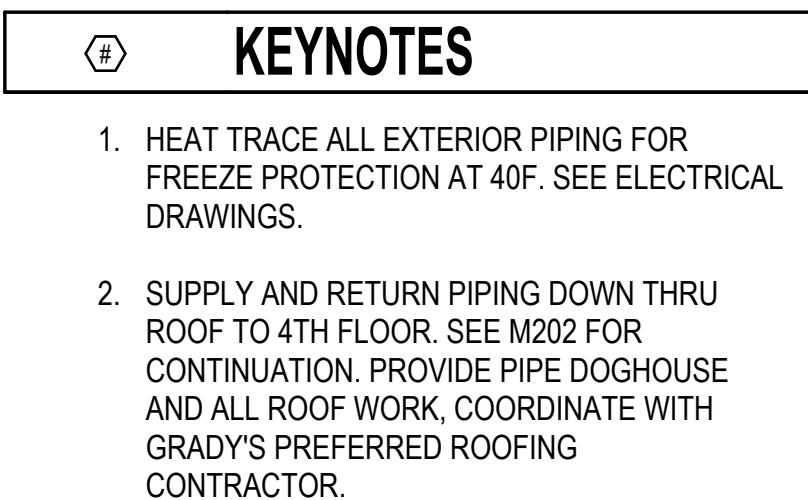 # KEYNOTES
1. HEAT TRACE ALL EXTERIOR PIPING FOR
FREEZE PROTECTION AT 40F. SEE ELECTRICAL
DRAWINGS.
2. SUPPLY AND RETURN PIPING DOWN THRU
ROOF TO 4TH FLOOR. SEE M202 FOR
CONTINUATION. PROVIDE PIPE DOGHOUSE
AND ALL ROOF WORK, COORDINATE WITH
GRADY'S PREFERRED ROOFING
CONTRACTOR.